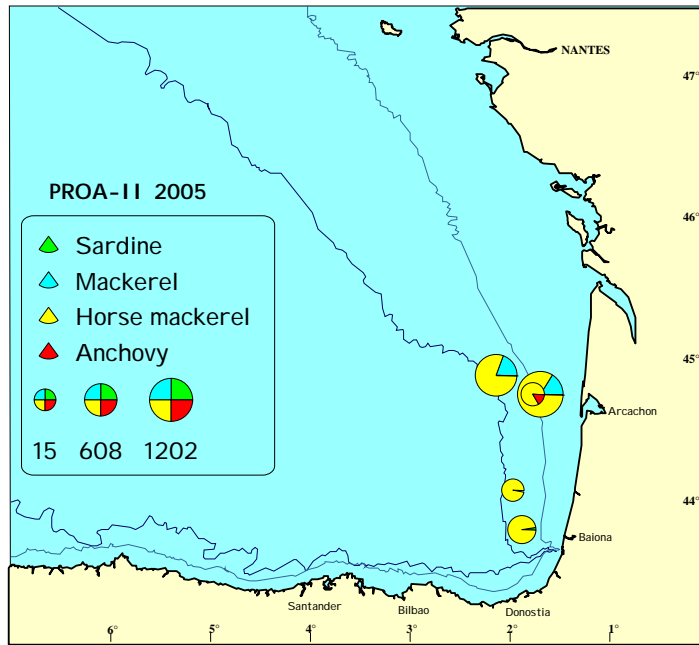 NANTES
47°
PROA-II 2005
46°
Sardine
Mackerel
Horse mackerel
Anchovy
45°
15 608 1202
Arcachon
44°
Baiona
Santander
Bilbao
Donostia
6° 5° 4° 3° 2° 1°